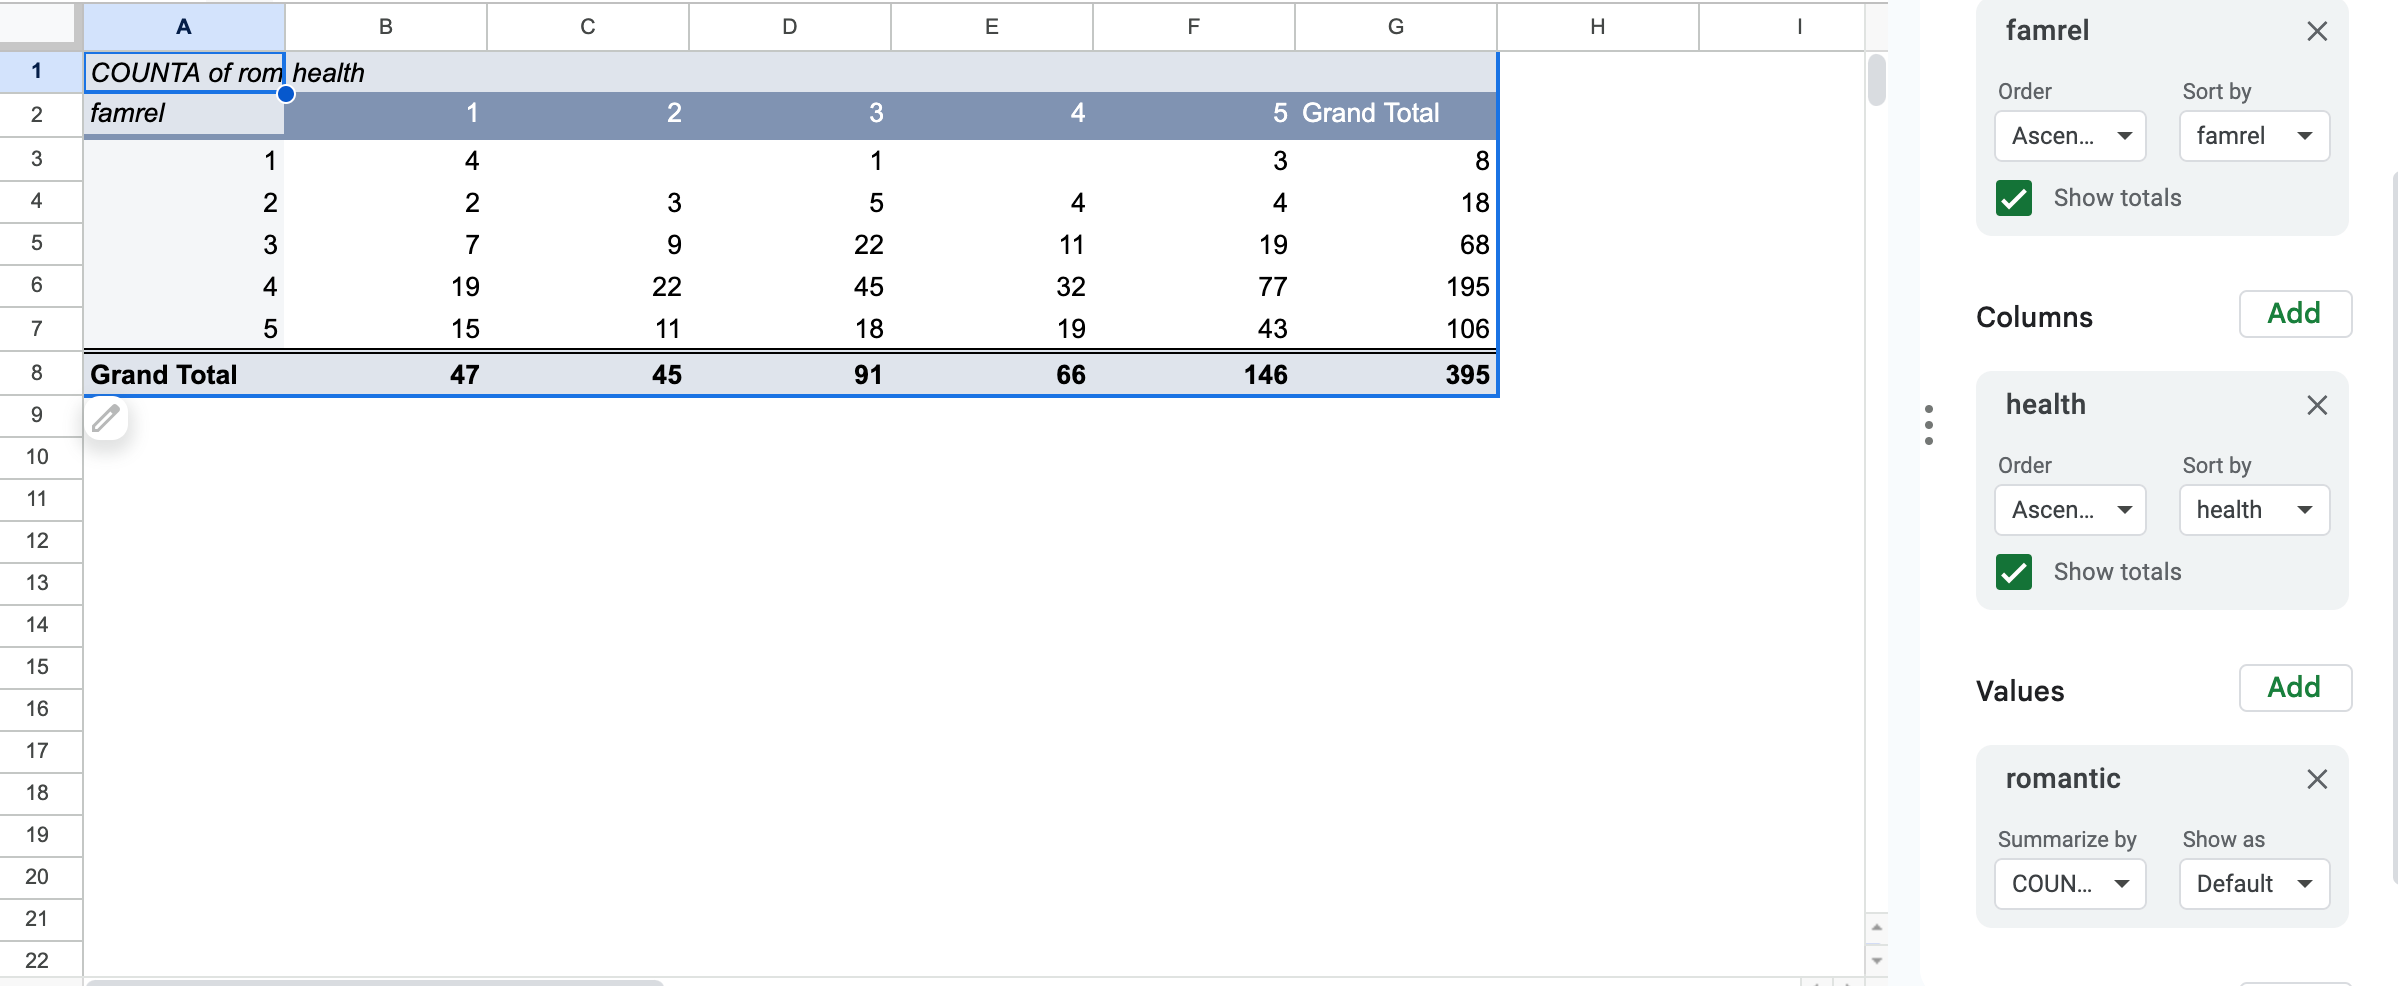 A B C D E F G H I
1 COUNTA of rom health
2 famrel 1 2 3 4 5 Grand Total
3 1 4 1 3 8
4 2 2 3 5 4 4 18
5 3 7 9 22 11 19 68
6 4 19 22 45 32 77 195
7 5 15 11 18 19 43 106
8 Grand Total 47 45 91 66 146 395
9
10
11
12
13
14
15
16
17
18
19
20
21
22
famrel
Order Sort by
Ascen... famrel
Show totals
Columns Add
health
Order Sort by
Ascen... health
Show totals
Values Add
romantic
Summarize by Show as
COUN... Default